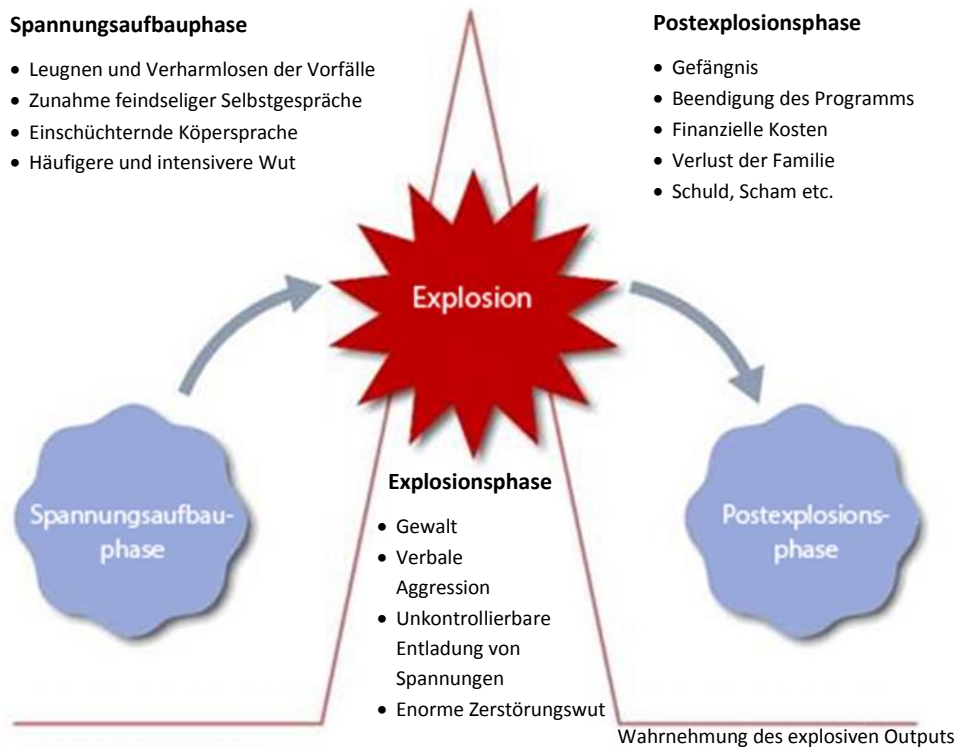 Spannungsaufbauphase
• Leugnen und Verharmlosen der Vorfälle
• Zunahme feindseliger Selbstgespräche
• Einschüchternde Köpersprache
• Häufigere und intensivere Wut
Postexplosionsphase
• Gefängnis
• Beendigung des Programms
• Finanzielle Kosten
• Verlust der Familie
• Schuld, Scham etc.
Explosion
Spannungsaufbau-
phase
Explosionsphase
• Gewalt
• Verbale
Aggression
• Unkontrollierbare
Entladung von
Spannungen
• Enorme Zerstörungswut
Postexplosions-
phase
Wahrnehmung des explosiven Outputs